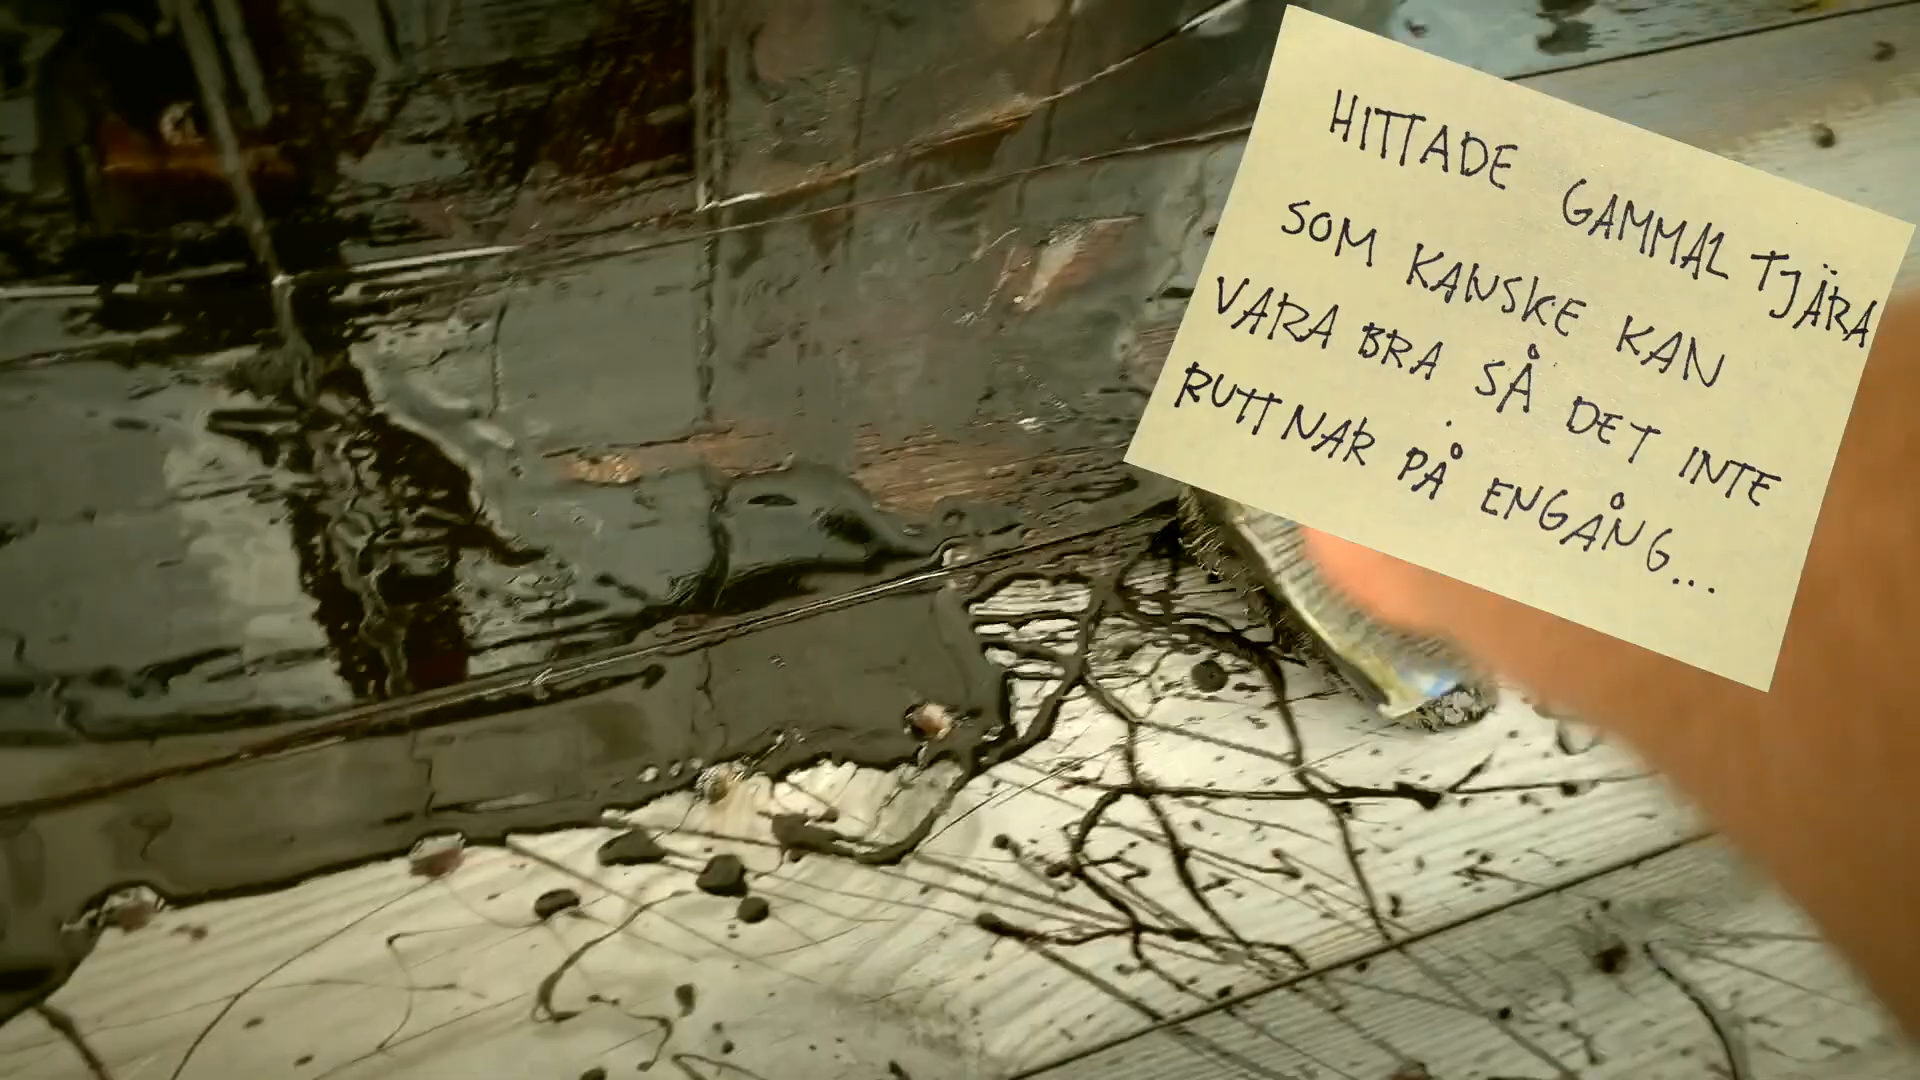 HITTADE GAMMAL TJÄRA
SOM KANSKE KAN
VARA BRA SÅ DET INTE
RUTTNAR PÅ ENGÅNG...